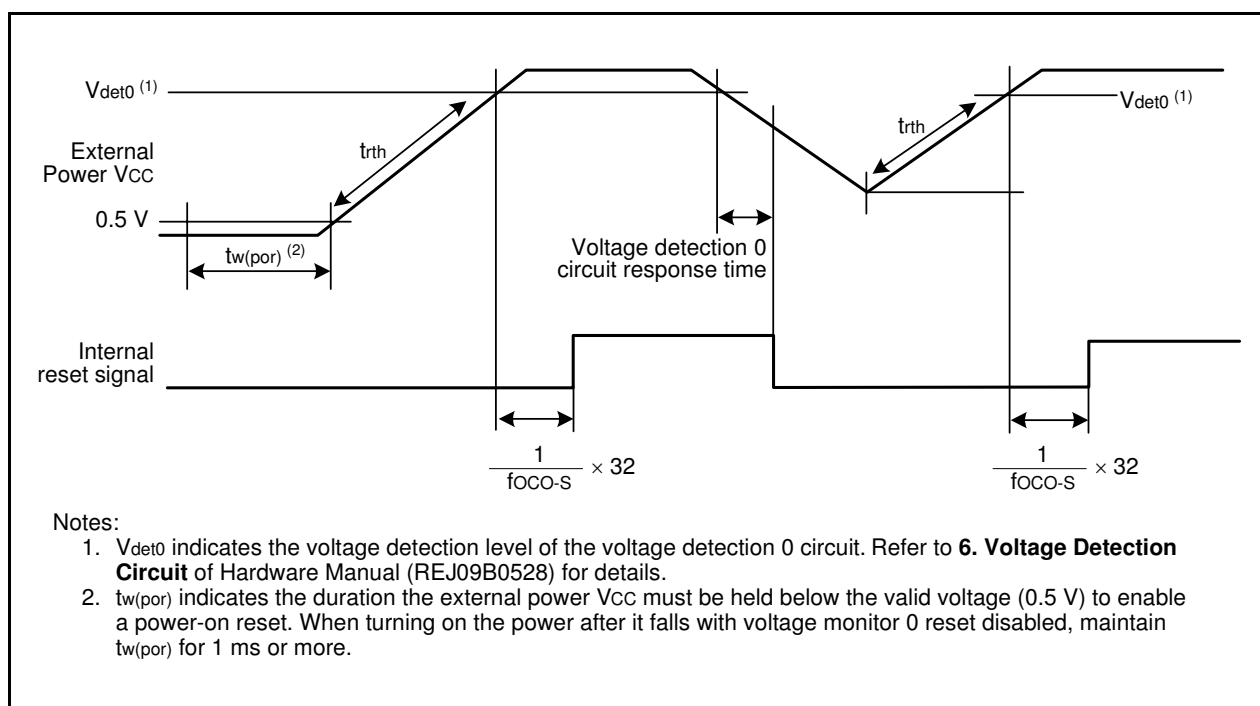 Vdet0 (1)
trth
External
Power VCC
0.5 V
tw(por) (2)
Voltage detection 0
circuit response time
trth
Vdet0 (1)
Internal
reset signal
1
fOCO-S
× 32
1
fOCO-S
× 32
Notes:
1. Vdet0 indicates the voltage detection level of the voltage detection 0 circuit. Refer to 6. Voltage Detection
Circuit of Hardware Manual (REJ09B0528) for details.
2. tw(por) indicates the duration the external power VCC must be held below the valid voltage (0.5 V) to enable
a power-on reset. When turning on the power after it falls with voltage monitor 0 reset disabled, maintain
tw(por) for 1 ms or more.